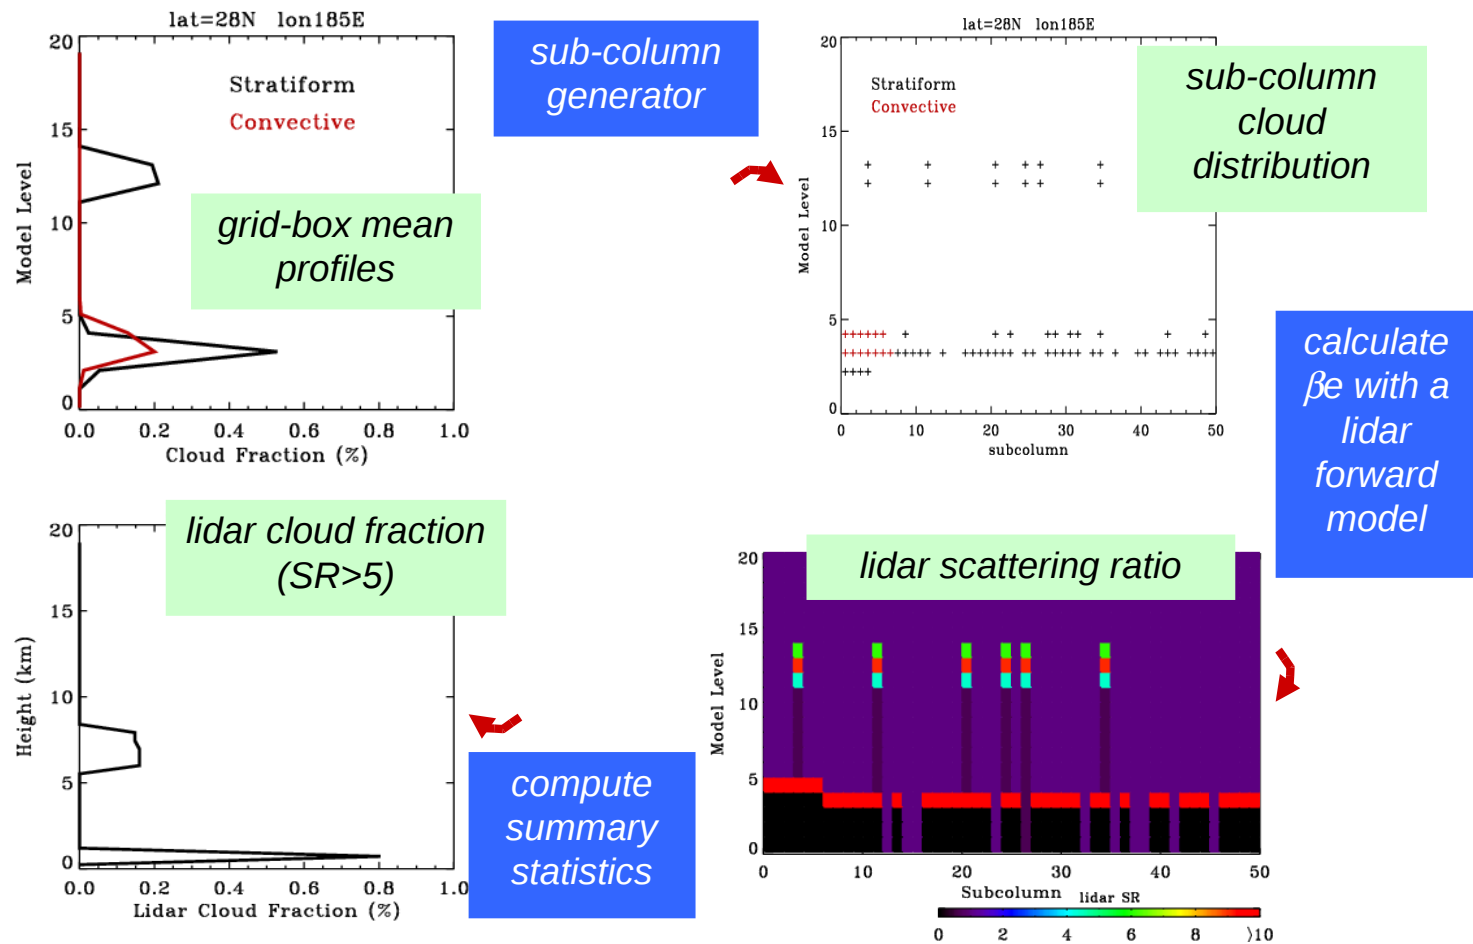 lat=28N lon185E
20
15
10
5
0
Model Level
Stratiform
Convective
grid-box mean
profiles
0.0 0.2 0.4 0.6 0.8 1.0
Cloud Fraction (%)
sub-column
generator
lat=28N lon185E
20
15
10
5
0
Model Level
Stratiform
Convective
sub-column
cloud
distribution
0 10 20 30 40 50
subcolumn
calculate
βe with a
lidar
forward
model
lidar cloud fraction
(SR>5)
20
15
10
5
0
Height (km)
0.0 0.2 0.4 0.6 0.8 1.0
Lidar Cloud Fraction (%)
compute
summary
statistics
lidar scattering ratio
20
15
10
5
0
Model Level
0 10 20 30 40 50
Subcolumn
lidar SR
0 2 4 6 8 >10